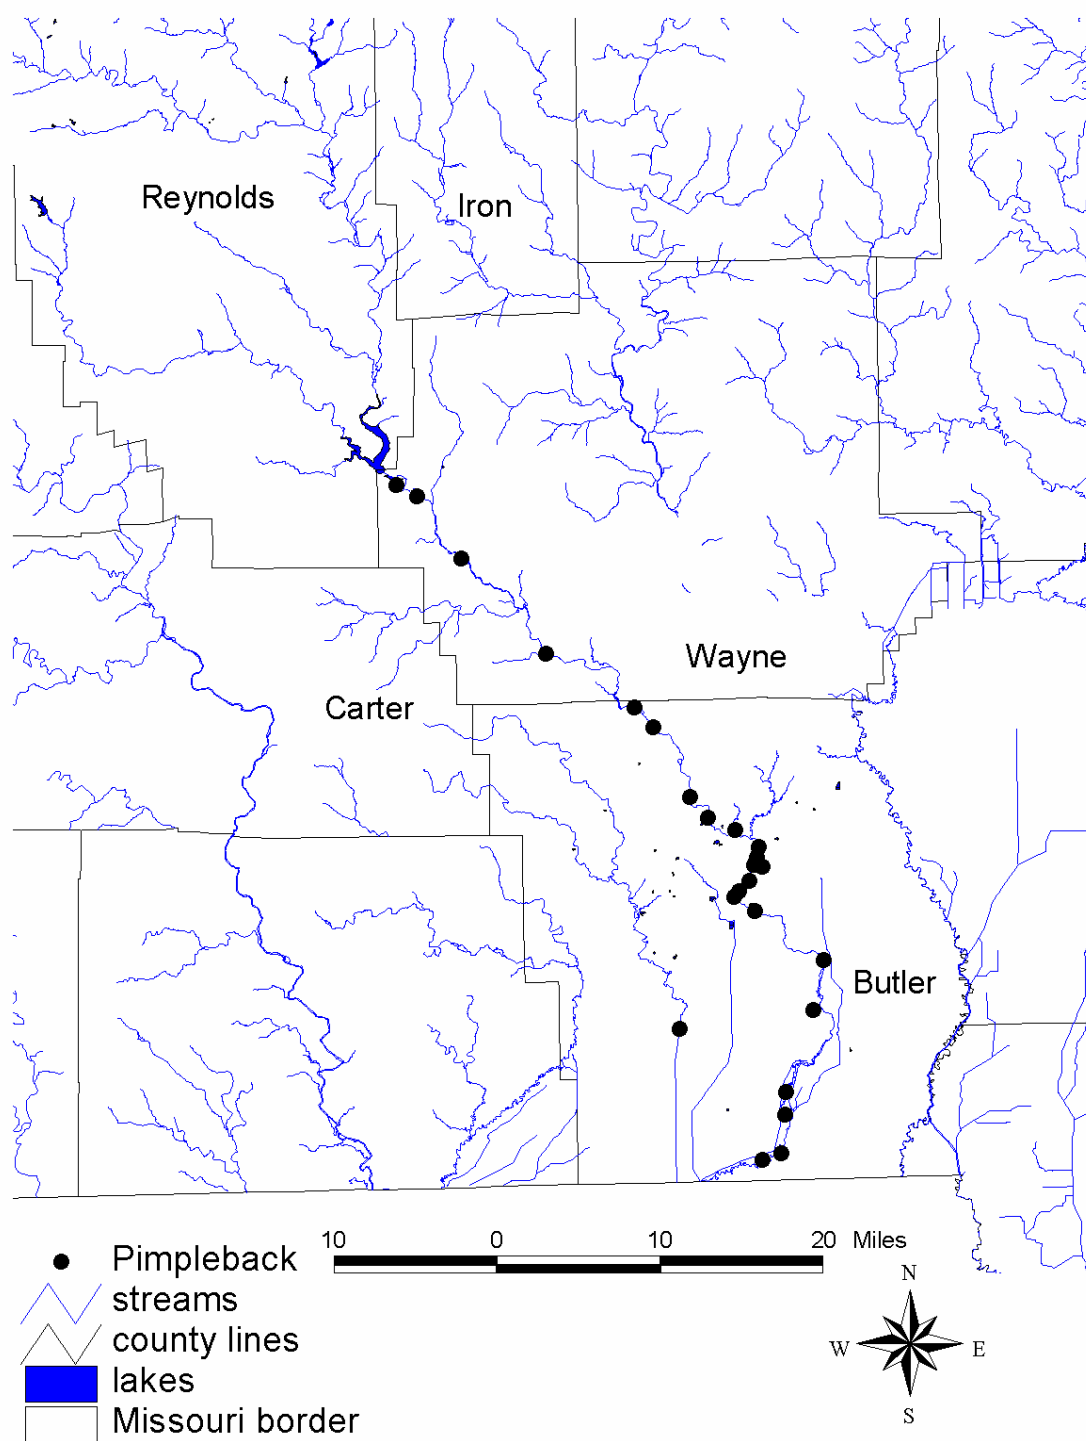 Reynolds
Iron
Wayne
Carter
Butler
10 0 10 20 Miles
Pimpleback
streams
county lines
lakes
Missouri border
N
W E
S